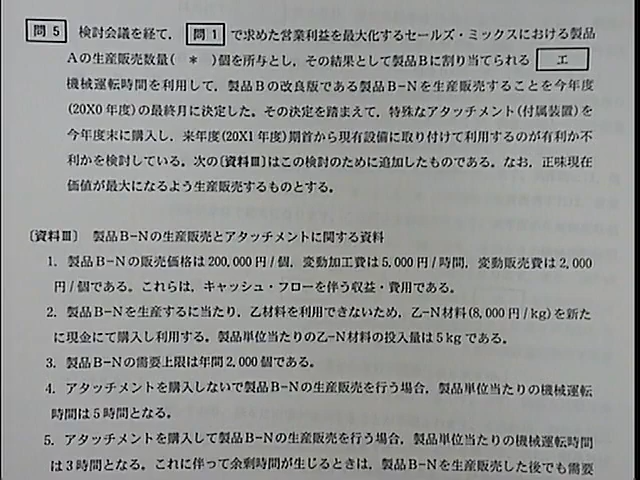 問5 検討会議を経て，問1で求めた営業利益を最大化するセールズ・ミックスにおける製品
Aの生産販売数量(　＊　)個を所与とし，その結果として製品Bに割り当てられる　エ
機械運転時間を利用して，製品Bの改良版である製品B−Nを生産販売することを今年度
(20X0年度)の最終月に決定した。その決定を踏まえて，特殊なアタッチメント(付属装置)を
今年度末に購入し，来年度(20X1年度)期首から現有設備に取り付けて利用するのが有利か不
利かを検討している。次の〔資料Ⅲ〕はこの検討のために追加したものである。なお，正味現在
価値が最大になるよう生産販売するものとする。
〔資料Ⅲ〕　製品B−Nの生産販売とアタッチメントに関する資料
1．製品B−Nの販売価格は200,000円/個，変動加工費は5,000円/時間，変動販売費は2,000
円/個である。これらは，キャッシュ・フローを伴う収益・費用である。
2．製品B−Nを生産するに当たり，乙材料を利用できないため，乙−N材料(8,000円/kg)を新た
に現金にて購入し利用する。製品単位当たりの乙−N材料の投入量は5kgである。
3．製品B−Nの需要上限は年間2,000個である。
4．アタッチメントを購入しないで製品B−Nの生産販売を行う場合，製品単位当たりの機械運転
時間は5時間となる。
5．アタッチメントを購入して製品B−Nの生産販売を行う場合，製品単位当たりの機械運転時間
は3時間となる。これに伴って余剰時間が生じるときは，製品B−Nを生産した後でも需要